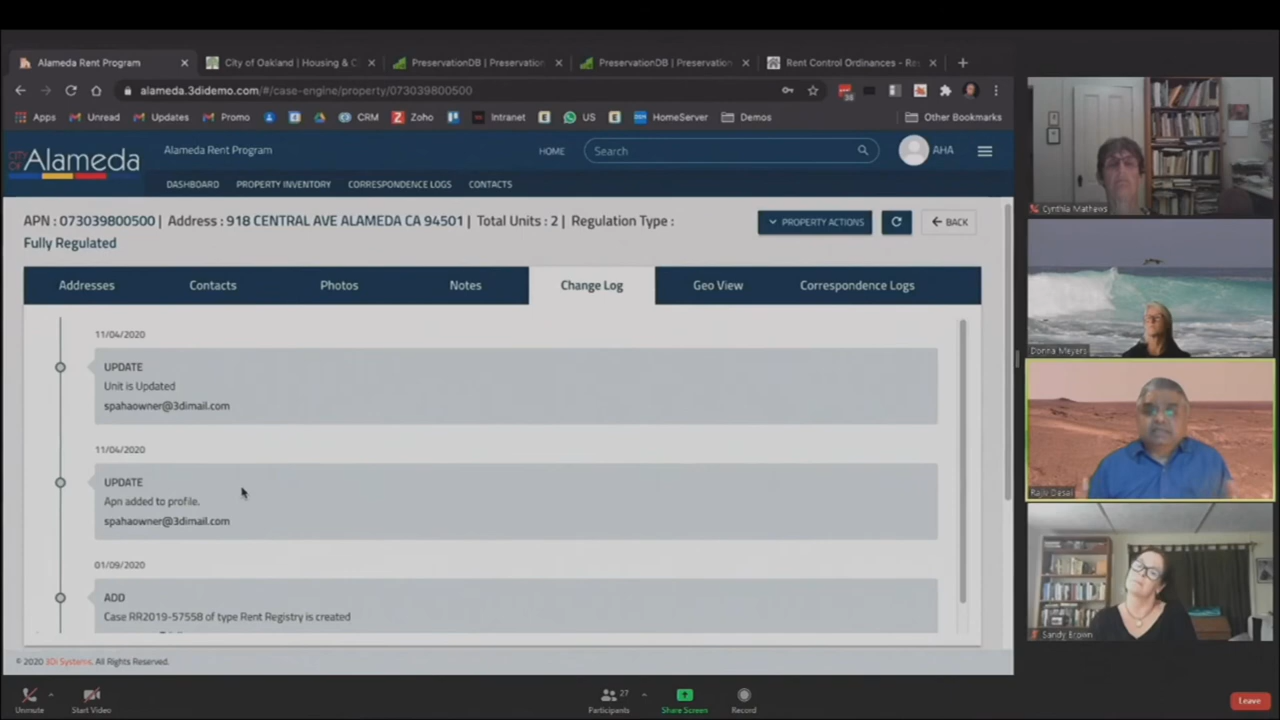 Alameda Rent Program
City of Oakland | Housing & C
PreservationDB | Preservation
PreservationDB | Preservation
Rent Control Ordinances - Re
alameda.3didemo.com/#/case-engine/property/073039800500
Apps
Unread
Updates
Promo
CRM
Zoho
Intranet
US
HomeServer
Demos
Other Bookmarks
CITY OF
Alameda
Alameda Rent Program
HOME
Search
AHA
DASHBOARD
PROPERTY INVENTORY
CORRESPONDENCE LOGS
CONTACTS
APN : 073039800500 | Address : 918 CENTRAL AVE ALAMEDA CA 94501 | Total Units : 2 | Regulation Type :
Fully Regulated
PROPERTY ACTIONS
BACK
Addresses
Contacts
Photos
Notes
Change Log
Geo View
Correspondence Logs
11/04/2020
UPDATE
Unit is Updated
spahaowner@3dimail.com
11/04/2020
UPDATE
Apn added to profile.
spahaowner@3dimail.com
01/09/2020
ADD
Case RR2019-57558 of type Rent Registry is created
© 2020 3Di Systems. All Rights Reserved.
Cynthia Mathews
Donna Meyers
Rajiv Desai
Sandy Brown
Unmute
Start Video
27
Participants
Share Screen
Record
Leave